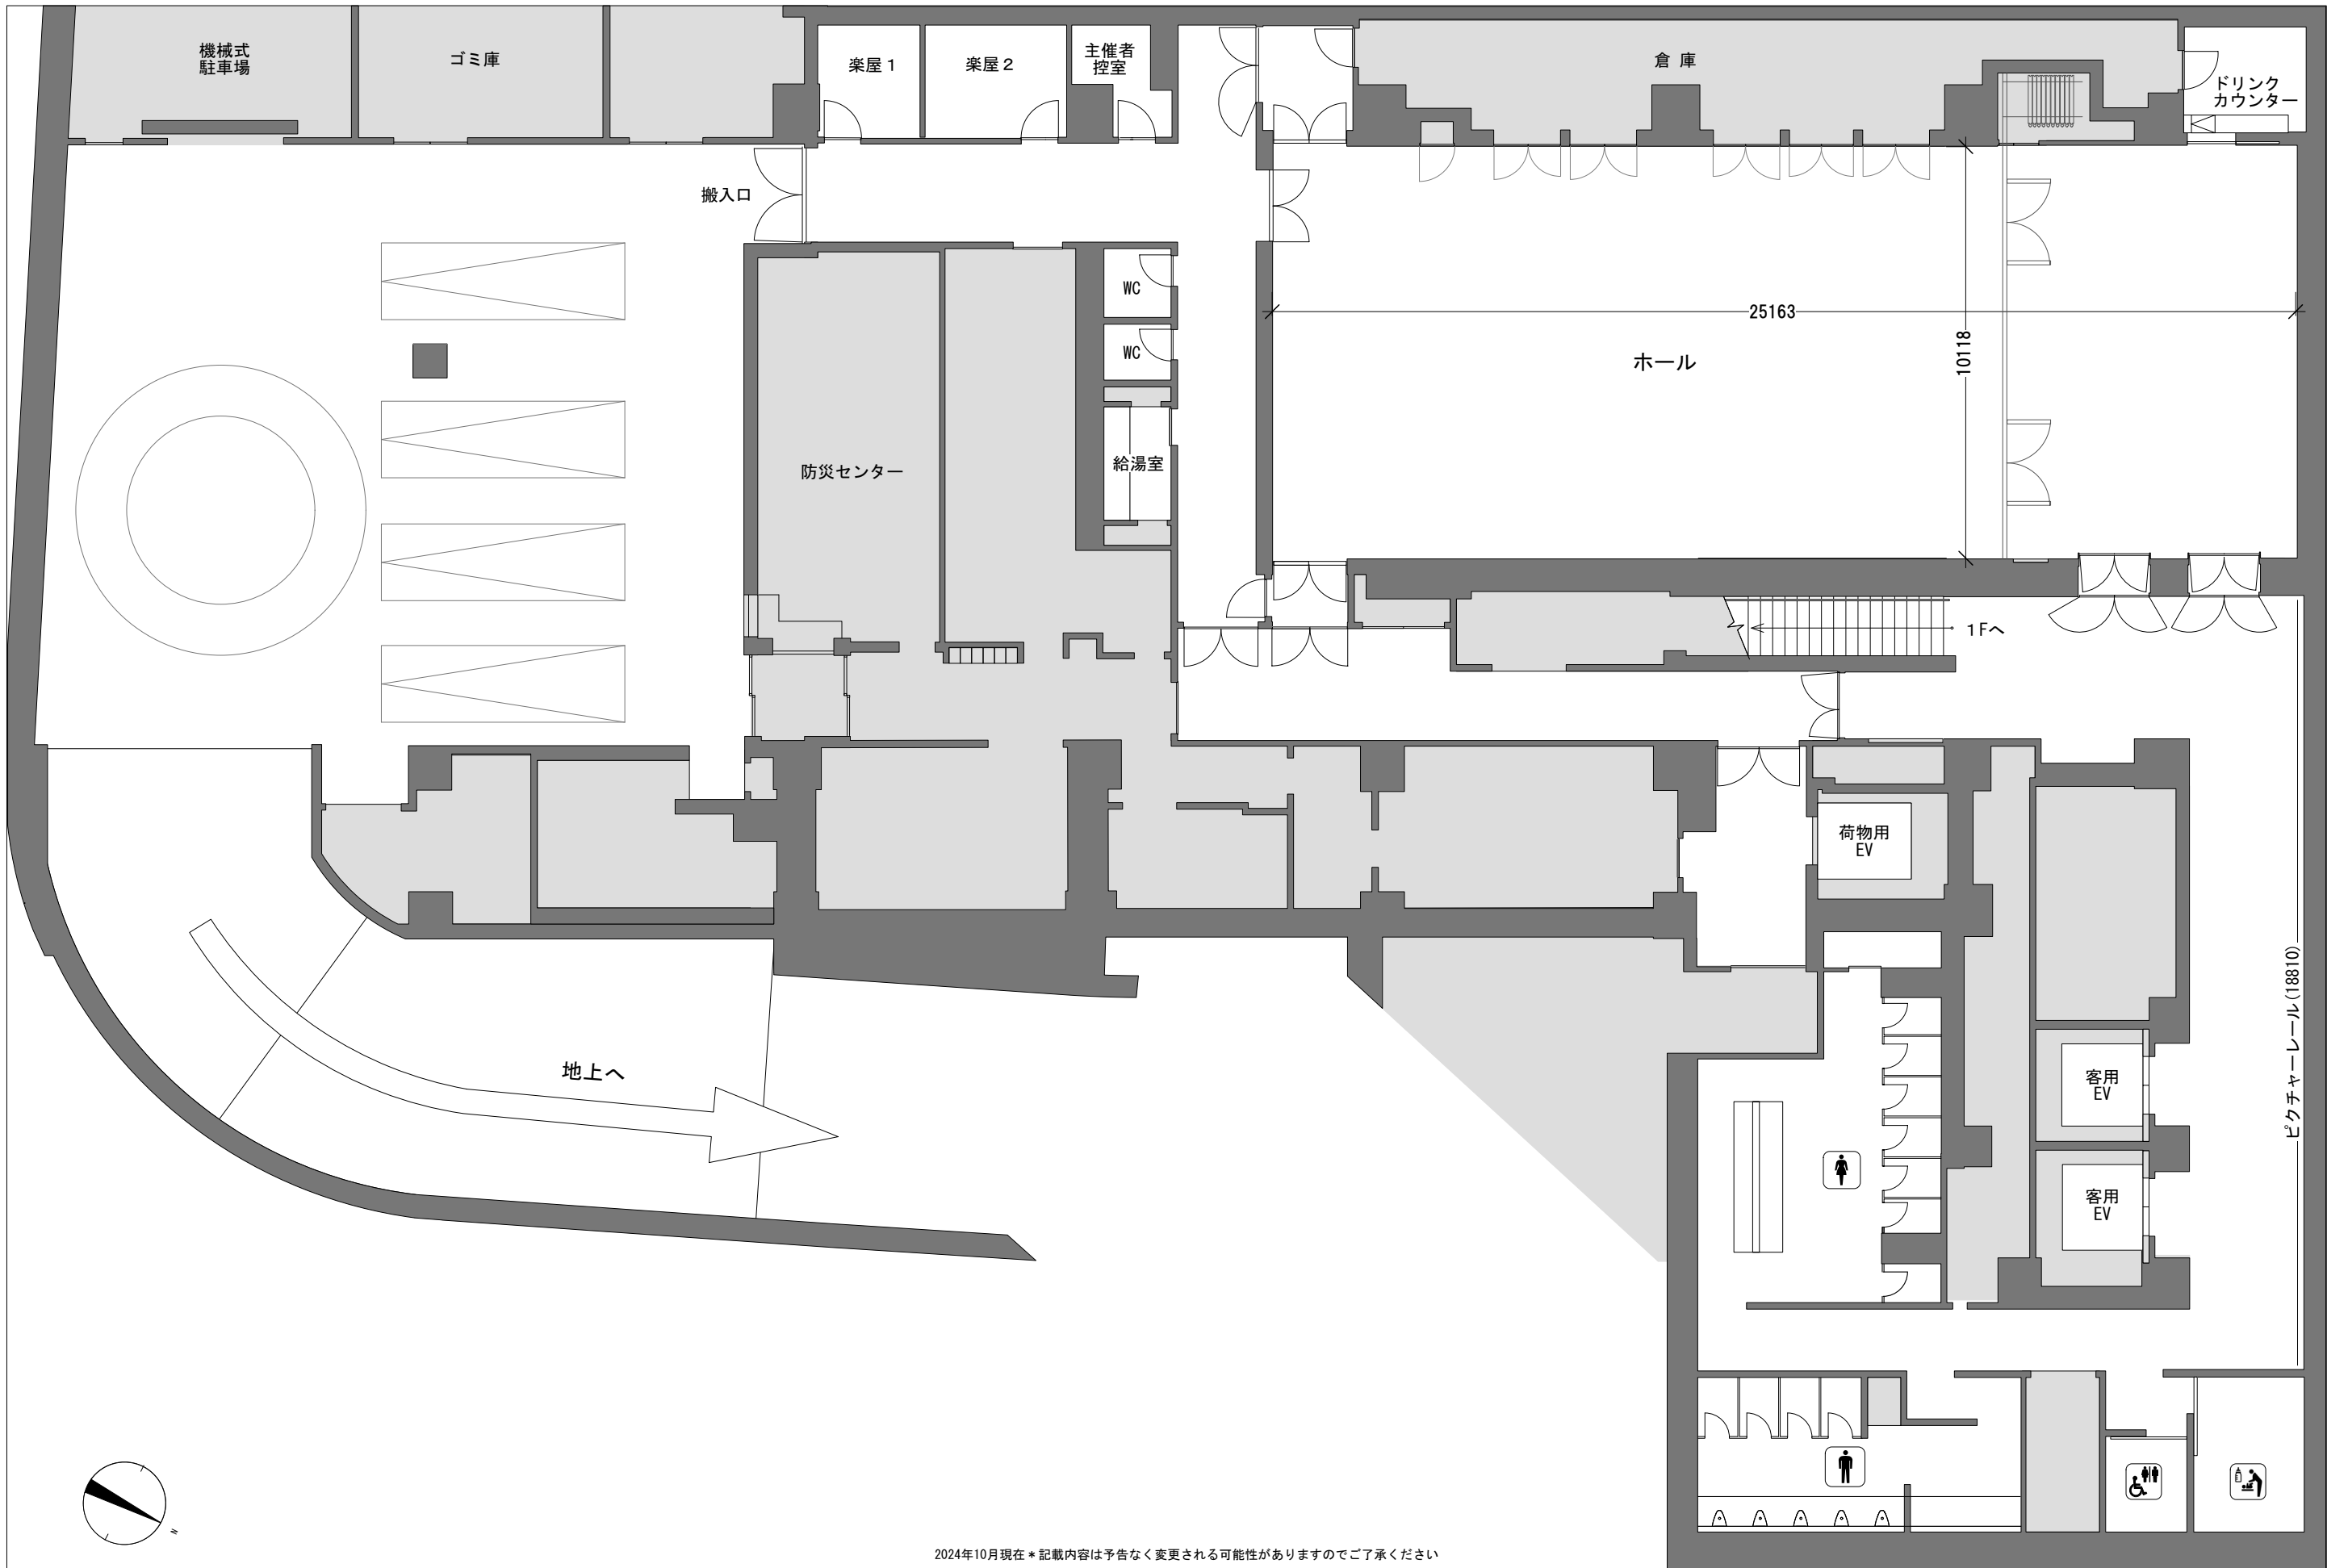 機械式
駐車場
ゴミ庫
楽屋1
楽屋2
主催者
控室
倉 庫
ドリンク
カウンター
搬入口
WC
25163
ホール
10118
WC
防災センター
給湯室
1Fへ
荷物用
EV
ピクチャーレール(18810)
地上へ
客用
EV
客用
EV
N
2024年10月現在*記載内容は予告なく変更される可能性がありますのでご了承ください